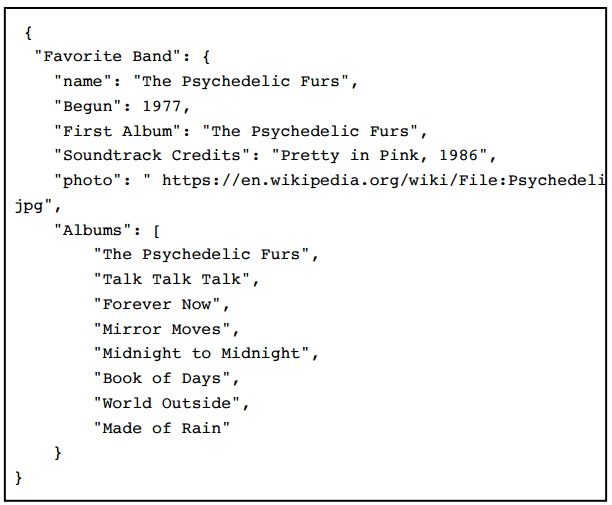 {
"Favorite Band": {
"name": "The Psychedelic Furs",
"Begun": 1977,
"First Album": "The Psychedelic Furs",
"Soundtrack Credits": "Pretty in Pink, 1986",
"photo": " https://en.wikipedia.org/wiki/File:Psychedeli
jpg",
"Albums": [
"The Psychedelic Furs",
"Talk Talk Talk",
"Forever Now",
"Mirror Moves",
"Midnight to Midnight",
"Book of Days",
"World Outside",
"Made of Rain"
}
}